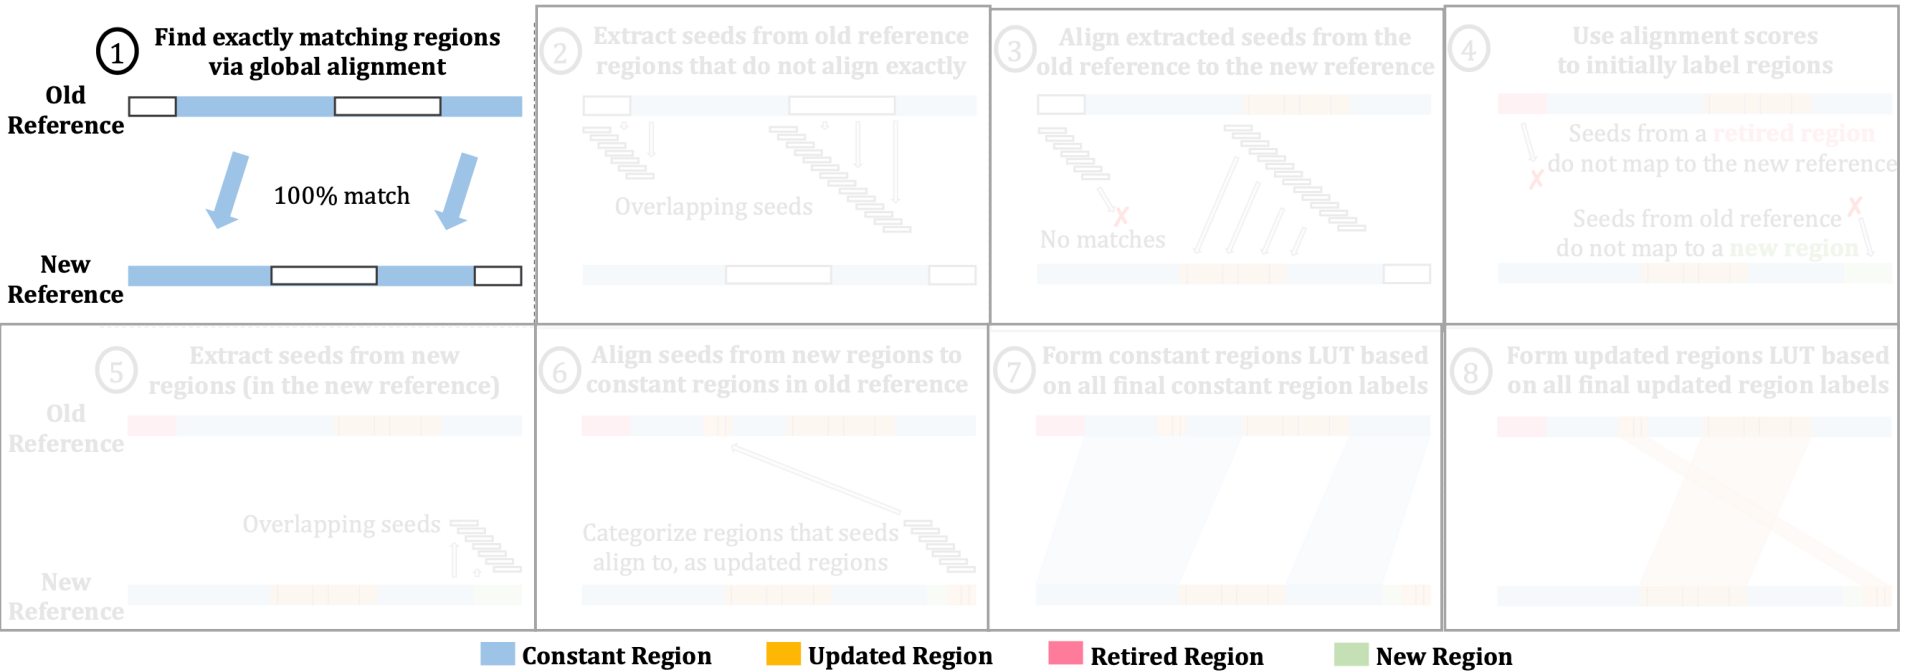 1 Find exactly matching regions
via global alignment
Old
Reference
100% match
New
Reference
2 Extract seeds from old reference
regions that do not align exactly
Overlapping seeds
3 Align extracted seeds from the
old reference to the new reference
No matches
4 Use alignment scores
to initially label regions
Seeds from a retired region
do not map to the new reference
Seeds from old reference
do not map to a new region
5 Extract seeds from new
regions (in the new reference)
Old
Reference
Overlapping seeds
New
Reference
6 Align seeds from new regions to
constant regions in old reference
Categorize regions that seeds
align to, as updated regions
7 Form constant regions LUT based
on all final constant region labels
8 Form updated regions LUT based
on all final updated region labels
Constant Region
Updated Region
Retired Region
New Region